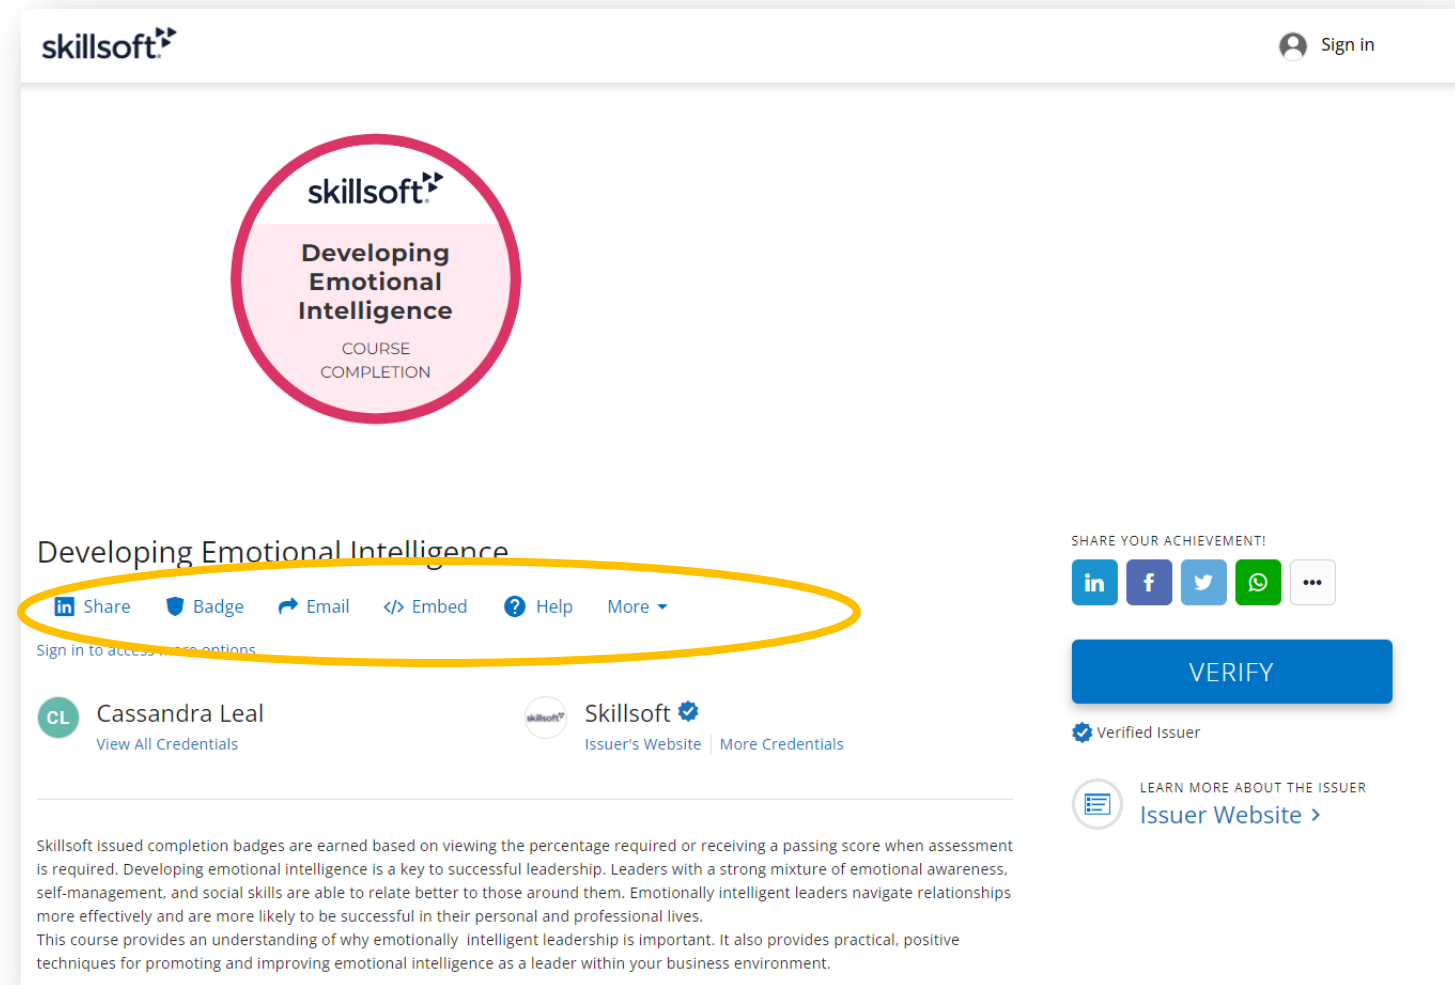 skillsoft
Sign in
skillsoft
Developing
Emotional
Intelligence
COURSE
COMPLETION
Developing Emotional Intelligence
in Share Badge Email </> Embed ? Help More
Sign in to access more options
CL Cassandra Leal
View All Credentials
skillsoft Skillsoft
Issuer's Website | More Credentials
SHARE YOUR ACHIEVEMENT!
in f •••
VERIFY
Verified Issuer
LEARN MORE ABOUT THE ISSUER
Issuer Website >
Skillsoft issued completion badges are earned based on viewing the percentage required or receiving a passing score when assessment
is required. Developing emotional intelligence is a key to successful leadership. Leaders with a strong mixture of emotional awareness,
self-management, and social skills are able to relate better to those around them. Emotionally intelligent leaders navigate relationships
more effectively and are more likely to be successful in their personal and professional lives.
This course provides an understanding of why emotionally  intelligent leadership is important. It also provides practical, positive
techniques for promoting and improving emotional intelligence as a leader within your business environment.